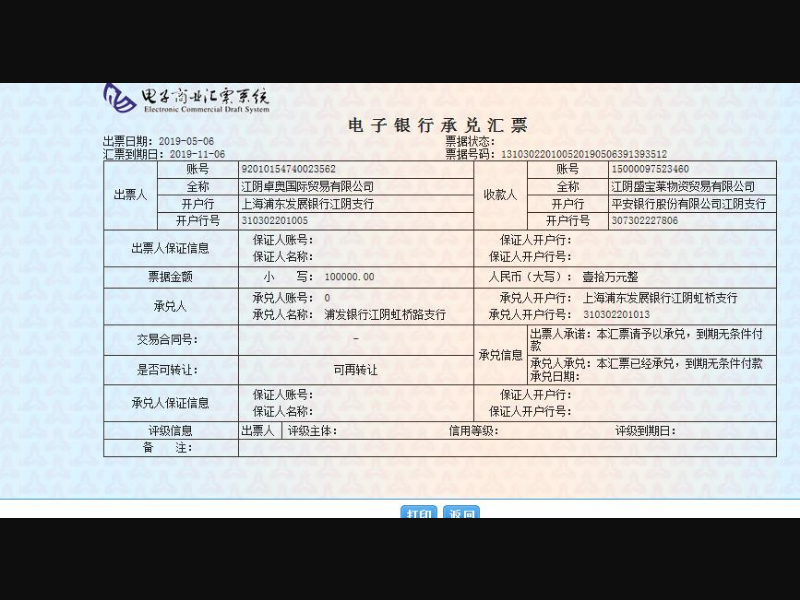 电子商业汇票系统
Electronic Commercial Draft System
电子银行承兑汇票
出票日期: 2019-05-06 票据状态:
汇票到期日: 2019-11-06 票据号码: 131030220100520190506391393512
出票人 账号 92010154740023562 收款人 账号 15000097523460
全称 江阴卓奥国际贸易有限公司 全称 江阴盛宝莱物资贸易有限公司
开户行 上海浦东发展银行江阴支行 开户行 平安银行股份有限公司江阴支行
开户行号 310302201005 开户行号 307302227806
出票人保证信息 保证人账号: 保证人开户行:
保证人名称: 保证人开户行号:
票据金额 小 写: 100000.00 人民币(大写): 壹拾万元整
承兑人 承兑人账号: 0 承兑人开户行: 上海浦东发展银行江阴虹桥支行
承兑人名称: 浦发银行江阴虹桥路支行 承兑人开户行号: 310302201013
交易合同号: - 承兑信息 出票人承诺: 本汇票请予以承兑, 到期无条件付
款
是否可转让: 可再转让 承兑人承兑: 本汇票已经承兑, 到期无条件付款
承兑日期:
承兑人保证信息 保证人账号: 保证人开户行:
保证人名称: 保证人开户行号:
评级信息 出票人 评级主体: 信用等级: 评级到期日:
备 注:
打印 返回